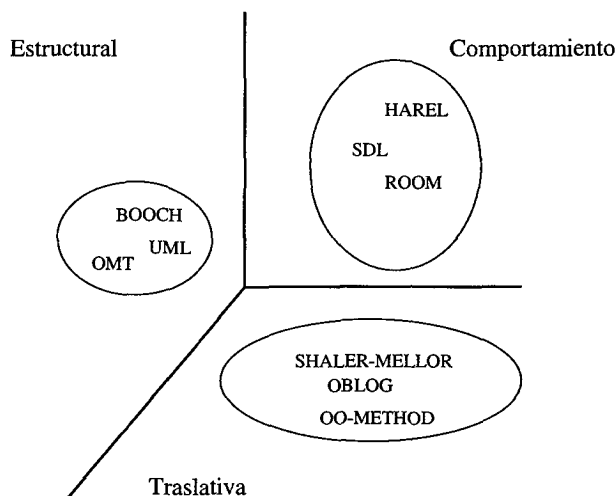 Estructural
Comportamiento
HAREL
SDL
ROOM
BOOCH
UML
OMT
SHALER-MELLOR
OBLOG
OO-METHOD
Traslativa